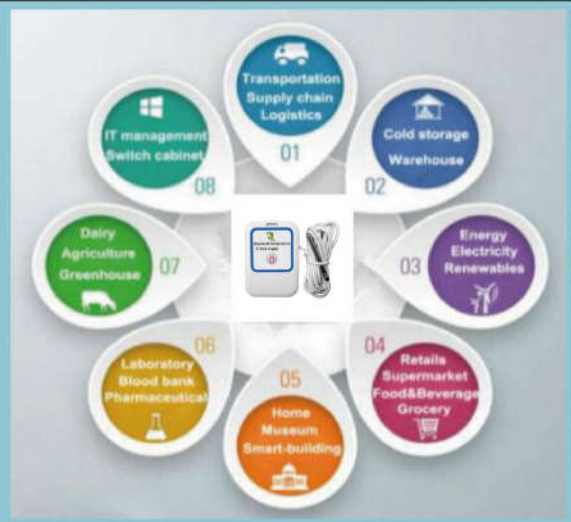 Transportation
Supply chain
Logistics
01
Cold storage
Warehouse
02
Energy
Electricity
Renewables
03
04
Retails
Supermarket
Food&Beverage
Grocery
05
Home
Museum
Smart-building
06
Laboratory
Blood bank
Pharmaceutical
Dairy
Agriculture
Greenhouse
07
IT management
Switch cabinet
08